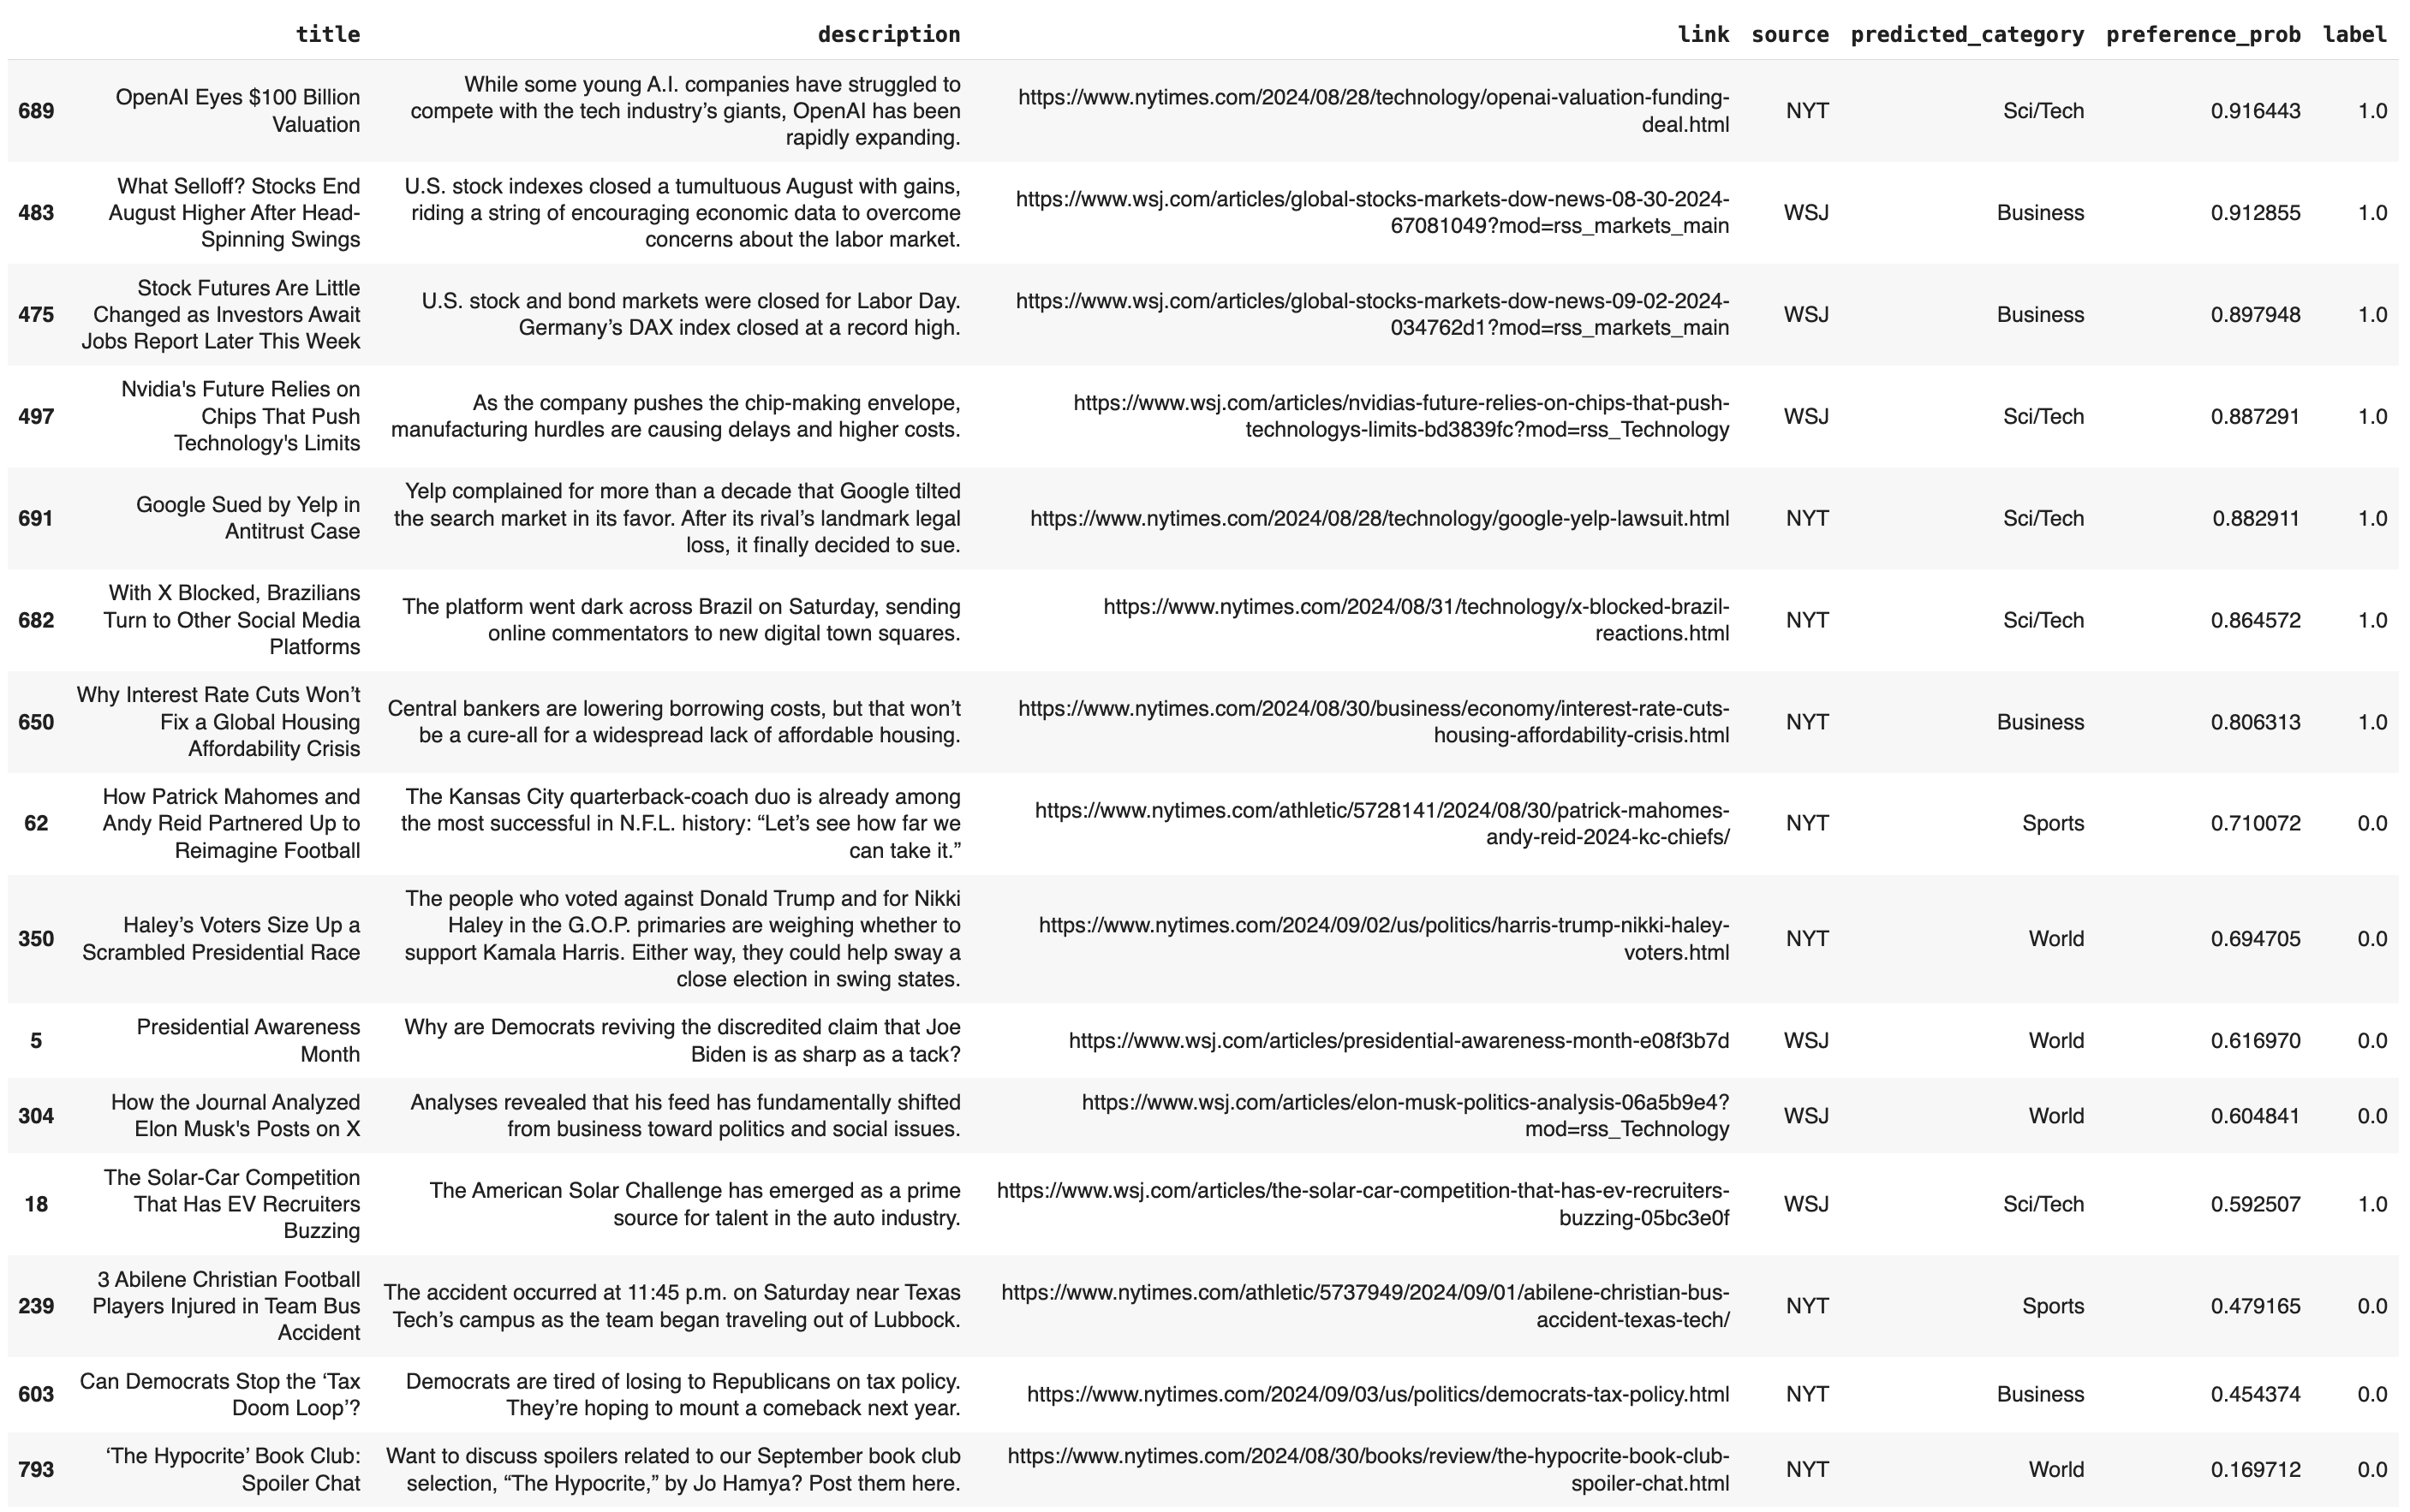 title description link source predicted_category preference_prob label
689 OpenAI Eyes $100 Billion Valuation While some young A.I. companies have struggled to compete with the tech industry’s giants, OpenAI has been rapidly expanding. https://www.nytimes.com/2024/08/28/technology/openai-valuation-funding-deal.html NYT Sci/Tech 0.916443 1.0
483 What Selloff? Stocks End August Higher After Head-Spinning Swings U.S. stock indexes closed a tumultuous August with gains, riding a string of encouraging economic data to overcome concerns about the labor market. https://www.wsj.com/articles/global-stocks-markets-dow-news-08-30-2024-67081049?mod=rss_markets_main WSJ Business 0.912855 1.0
475 Stock Futures Are Little Changed as Investors Await Jobs Report Later This Week U.S. stock and bond markets were closed for Labor Day. Germany’s DAX index closed at a record high. https://www.wsj.com/articles/global-stocks-markets-dow-news-09-02-2024-034762d1?mod=rss_markets_main WSJ Business 0.897948 1.0
497 Nvidia's Future Relies on Chips That Push Technology's Limits As the company pushes the chip-making envelope, manufacturing hurdles are causing delays and higher costs. https://www.wsj.com/articles/nvidias-future-relies-on-chips-that-push-technologys-limits-bd3839fc?mod=rss_Technology WSJ Sci/Tech 0.887291 1.0
691 Google Sued by Yelp in Antitrust Case Yelp complained for more than a decade that Google tilted the search market in its favor. After its rival’s landmark legal loss, it finally decided to sue. https://www.nytimes.com/2024/08/28/technology/google-yelp-lawsuit.html NYT Sci/Tech 0.882911 1.0
682 With X Blocked, Brazilians Turn to Other Social Media Platforms The platform went dark across Brazil on Saturday, sending online commentators to new digital town squares. https://www.nytimes.com/2024/08/31/technology/x-blocked-brazil-reactions.html NYT Sci/Tech 0.864572 1.0
650 Why Interest Rate Cuts Won’t Fix a Global Housing Affordability Crisis Central bankers are lowering borrowing costs, but that won’t be a cure-all for a widespread lack of affordable housing. https://www.nytimes.com/2024/08/30/business/economy/interest-rate-cuts-housing-affordability-crisis.html NYT Business 0.806313 1.0
62 How Patrick Mahomes and Andy Reid Partnered Up to Reimagine Football The Kansas City quarterback-coach duo is already among the most successful in N.F.L. history: “Let’s see how far we can take it.” https://www.nytimes.com/athletic/5728141/2024/08/30/patrick-mahomes-andy-reid-2024-kc-chiefs/ NYT Sports 0.710072 0.0
350 Haley’s Voters Size Up a Scrambled Presidential Race The people who voted against Donald Trump and for Nikki Haley in the G.O.P. primaries are weighing whether to support Kamala Harris. Either way, they could help sway a close election in swing states. https://www.nytimes.com/2024/09/02/us/politics/harris-trump-nikki-haley-voters.html NYT World 0.694705 0.0
5 Presidential Awareness Month Why are Democrats reviving the discredited claim that Joe Biden is as sharp as a tack? https://www.wsj.com/articles/presidential-awareness-month-e08f3b7d WSJ World 0.616970 0.0
304 How the Journal Analyzed Elon Musk's Posts on X Analyses revealed that his feed has fundamentally shifted from business toward politics and social issues. https://www.wsj.com/articles/elon-musk-politics-analysis-06a5b9e4?mod=rss_Technology WSJ World 0.604841 0.0
18 The Solar-Car Competition That Has EV Recruiters Buzzing The American Solar Challenge has emerged as a prime source for talent in the auto industry. https://www.wsj.com/articles/the-solar-car-competition-that-has-ev-recruiters-buzzing-05bc3e0f WSJ Sci/Tech 0.592507 1.0
239 3 Abilene Christian Football Players Injured in Team Bus Accident The accident occurred at 11:45 p.m. on Saturday near Texas Tech’s campus as the team began traveling out of Lubbock. https://www.nytimes.com/athletic/5737949/2024/09/01/abilene-christian-bus-accident-texas-tech/ NYT Sports 0.479165 0.0
603 Can Democrats Stop the ‘Tax Doom Loop’? Democrats are tired of losing to Republicans on tax policy. They’re hoping to mount a comeback next year. https://www.nytimes.com/2024/09/03/us/politics/democrats-tax-policy.html NYT Business 0.454374 0.0
793 ‘The Hypocrite’ Book Club: Spoiler Chat Want to discuss spoilers related to our September book club selection, “The Hypocrite,” by Jo Hamya? Post them here. https://www.nytimes.com/2024/08/30/books/review/the-hypocrite-book-club-spoiler-chat.html NYT World 0.169712 0.0